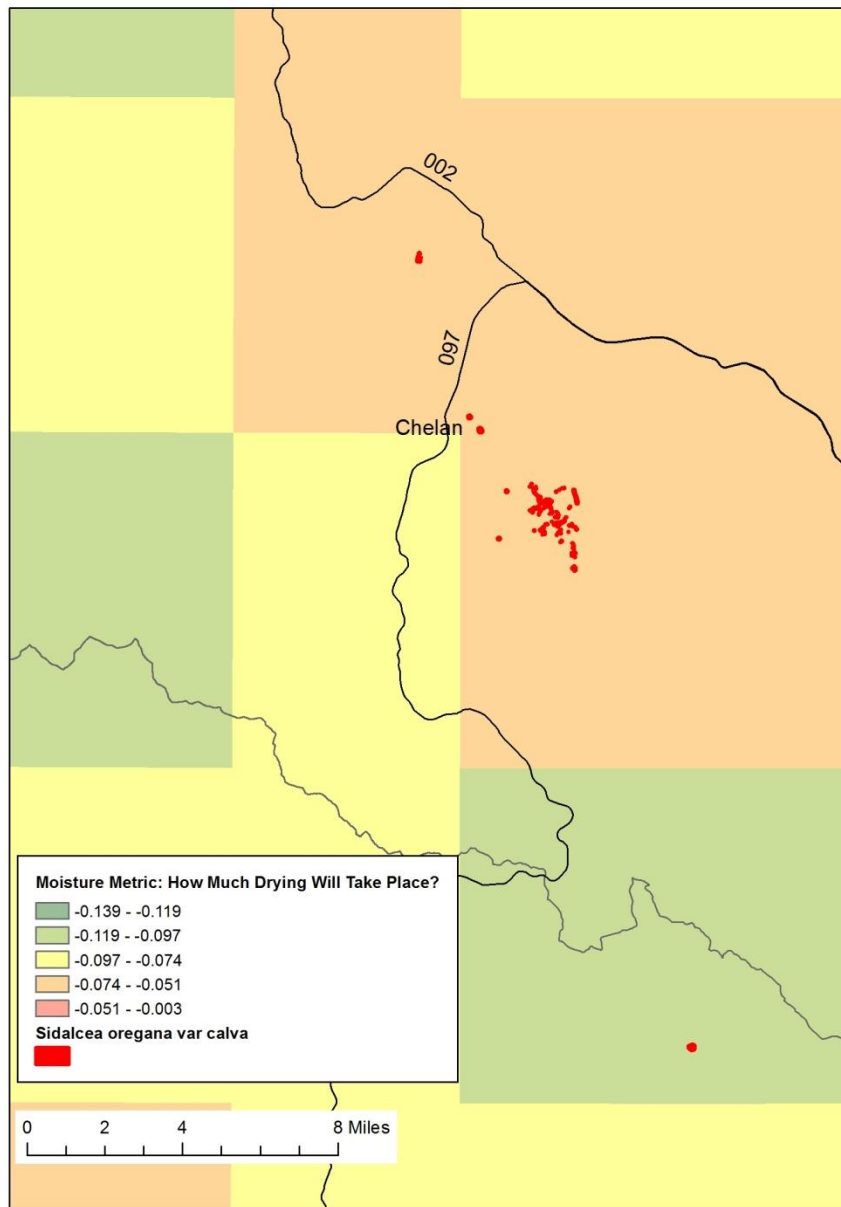 002
097
Chelan
Moisture Metric: How Much Drying Will Take Place?
-0.139 - -0.119
-0.119 - -0.097
-0.097 - -0.074
-0.074 - -0.051
-0.051 - -0.003
Sidalcea oregana var calva
0 2 4 8 Miles